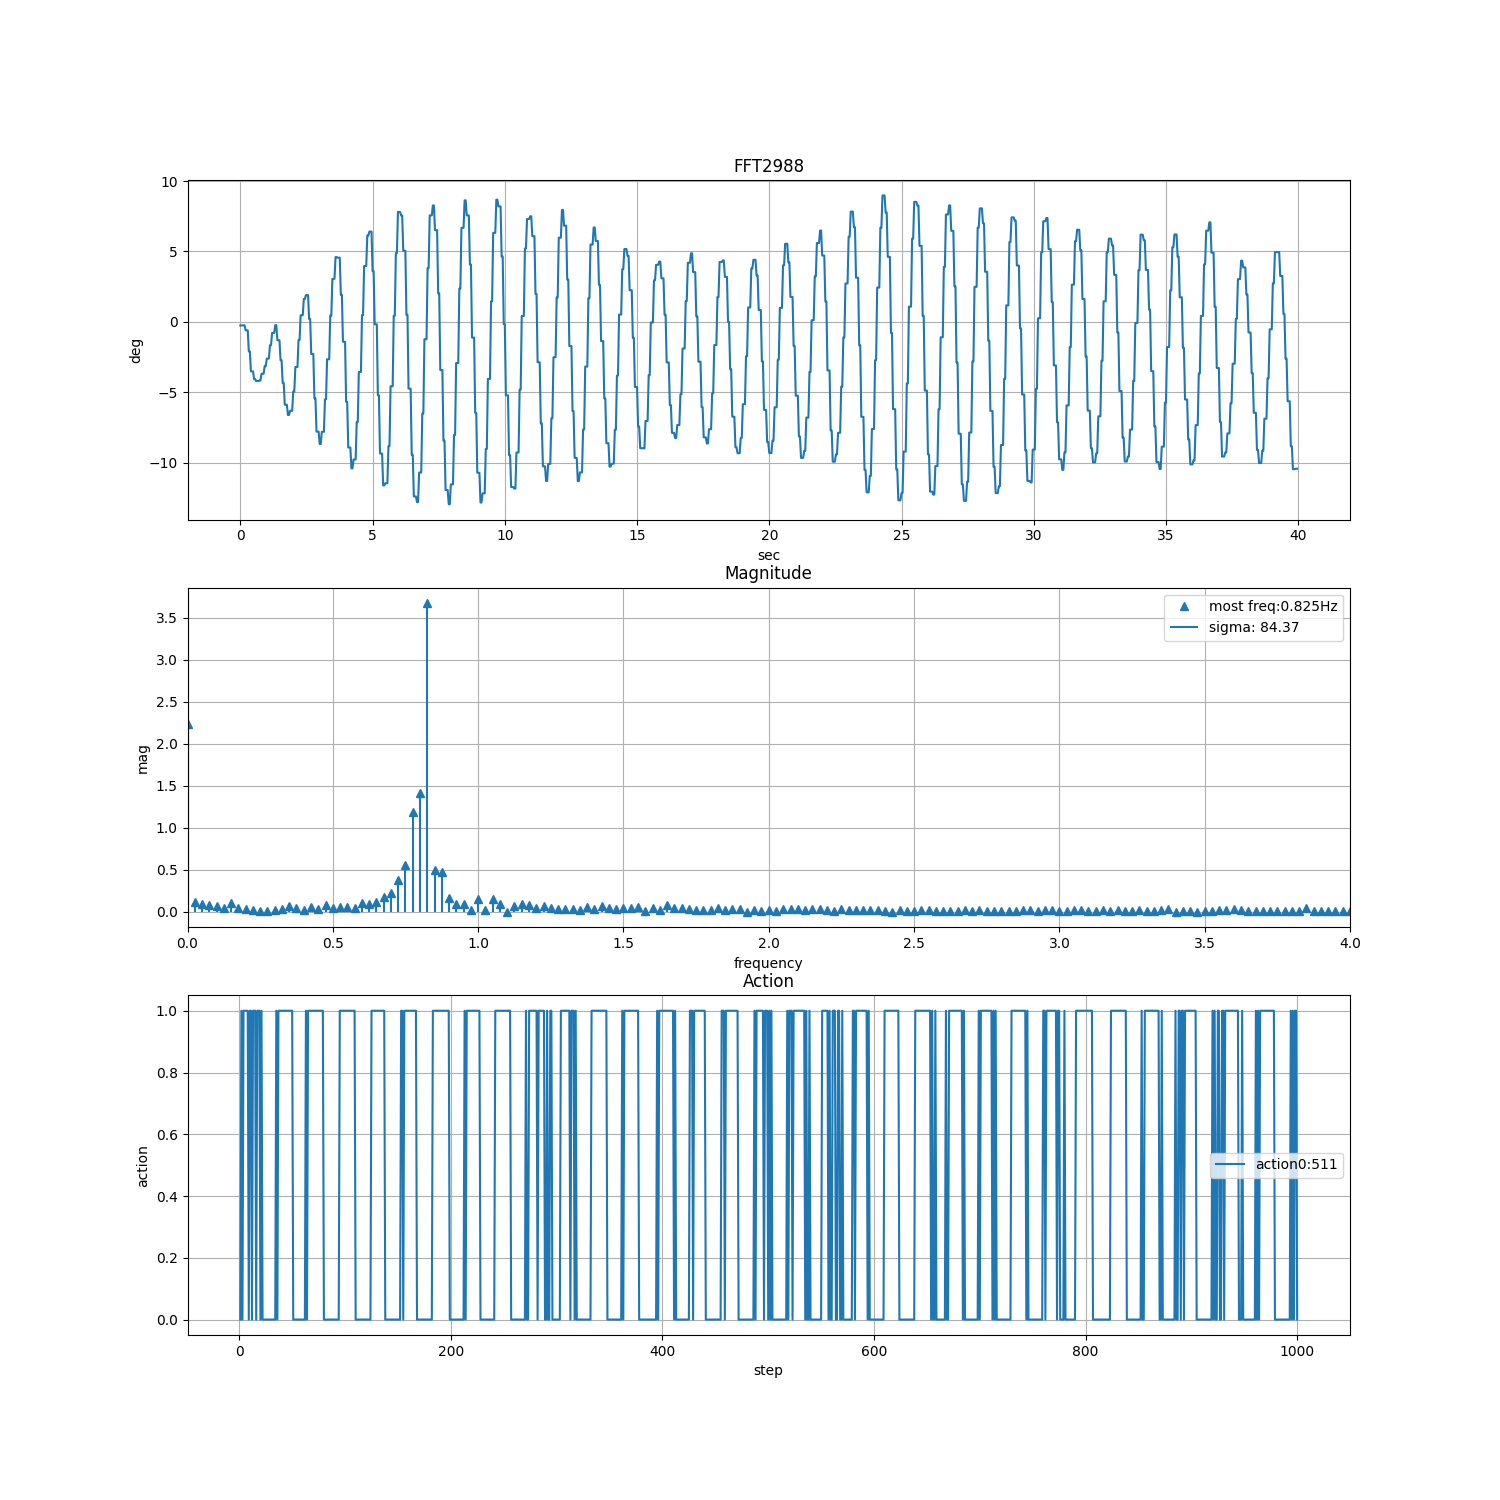 FFT2988
10
5
0
−5
−10
deg
0 5 10 15 20 25 30 35 40
sec
Magnitude
most freq:0.825Hz
sigma: 84.37
3.5
3.0
2.5
2.0
1.5
1.0
0.5
0.0
mag
0.0 0.5 1.0 1.5 2.0 2.5 3.0 3.5 4.0
frequency
Action
1.0
0.8
0.6
0.4
0.2
0.0
action
action0:511
0 200 400 600 800 1000
step